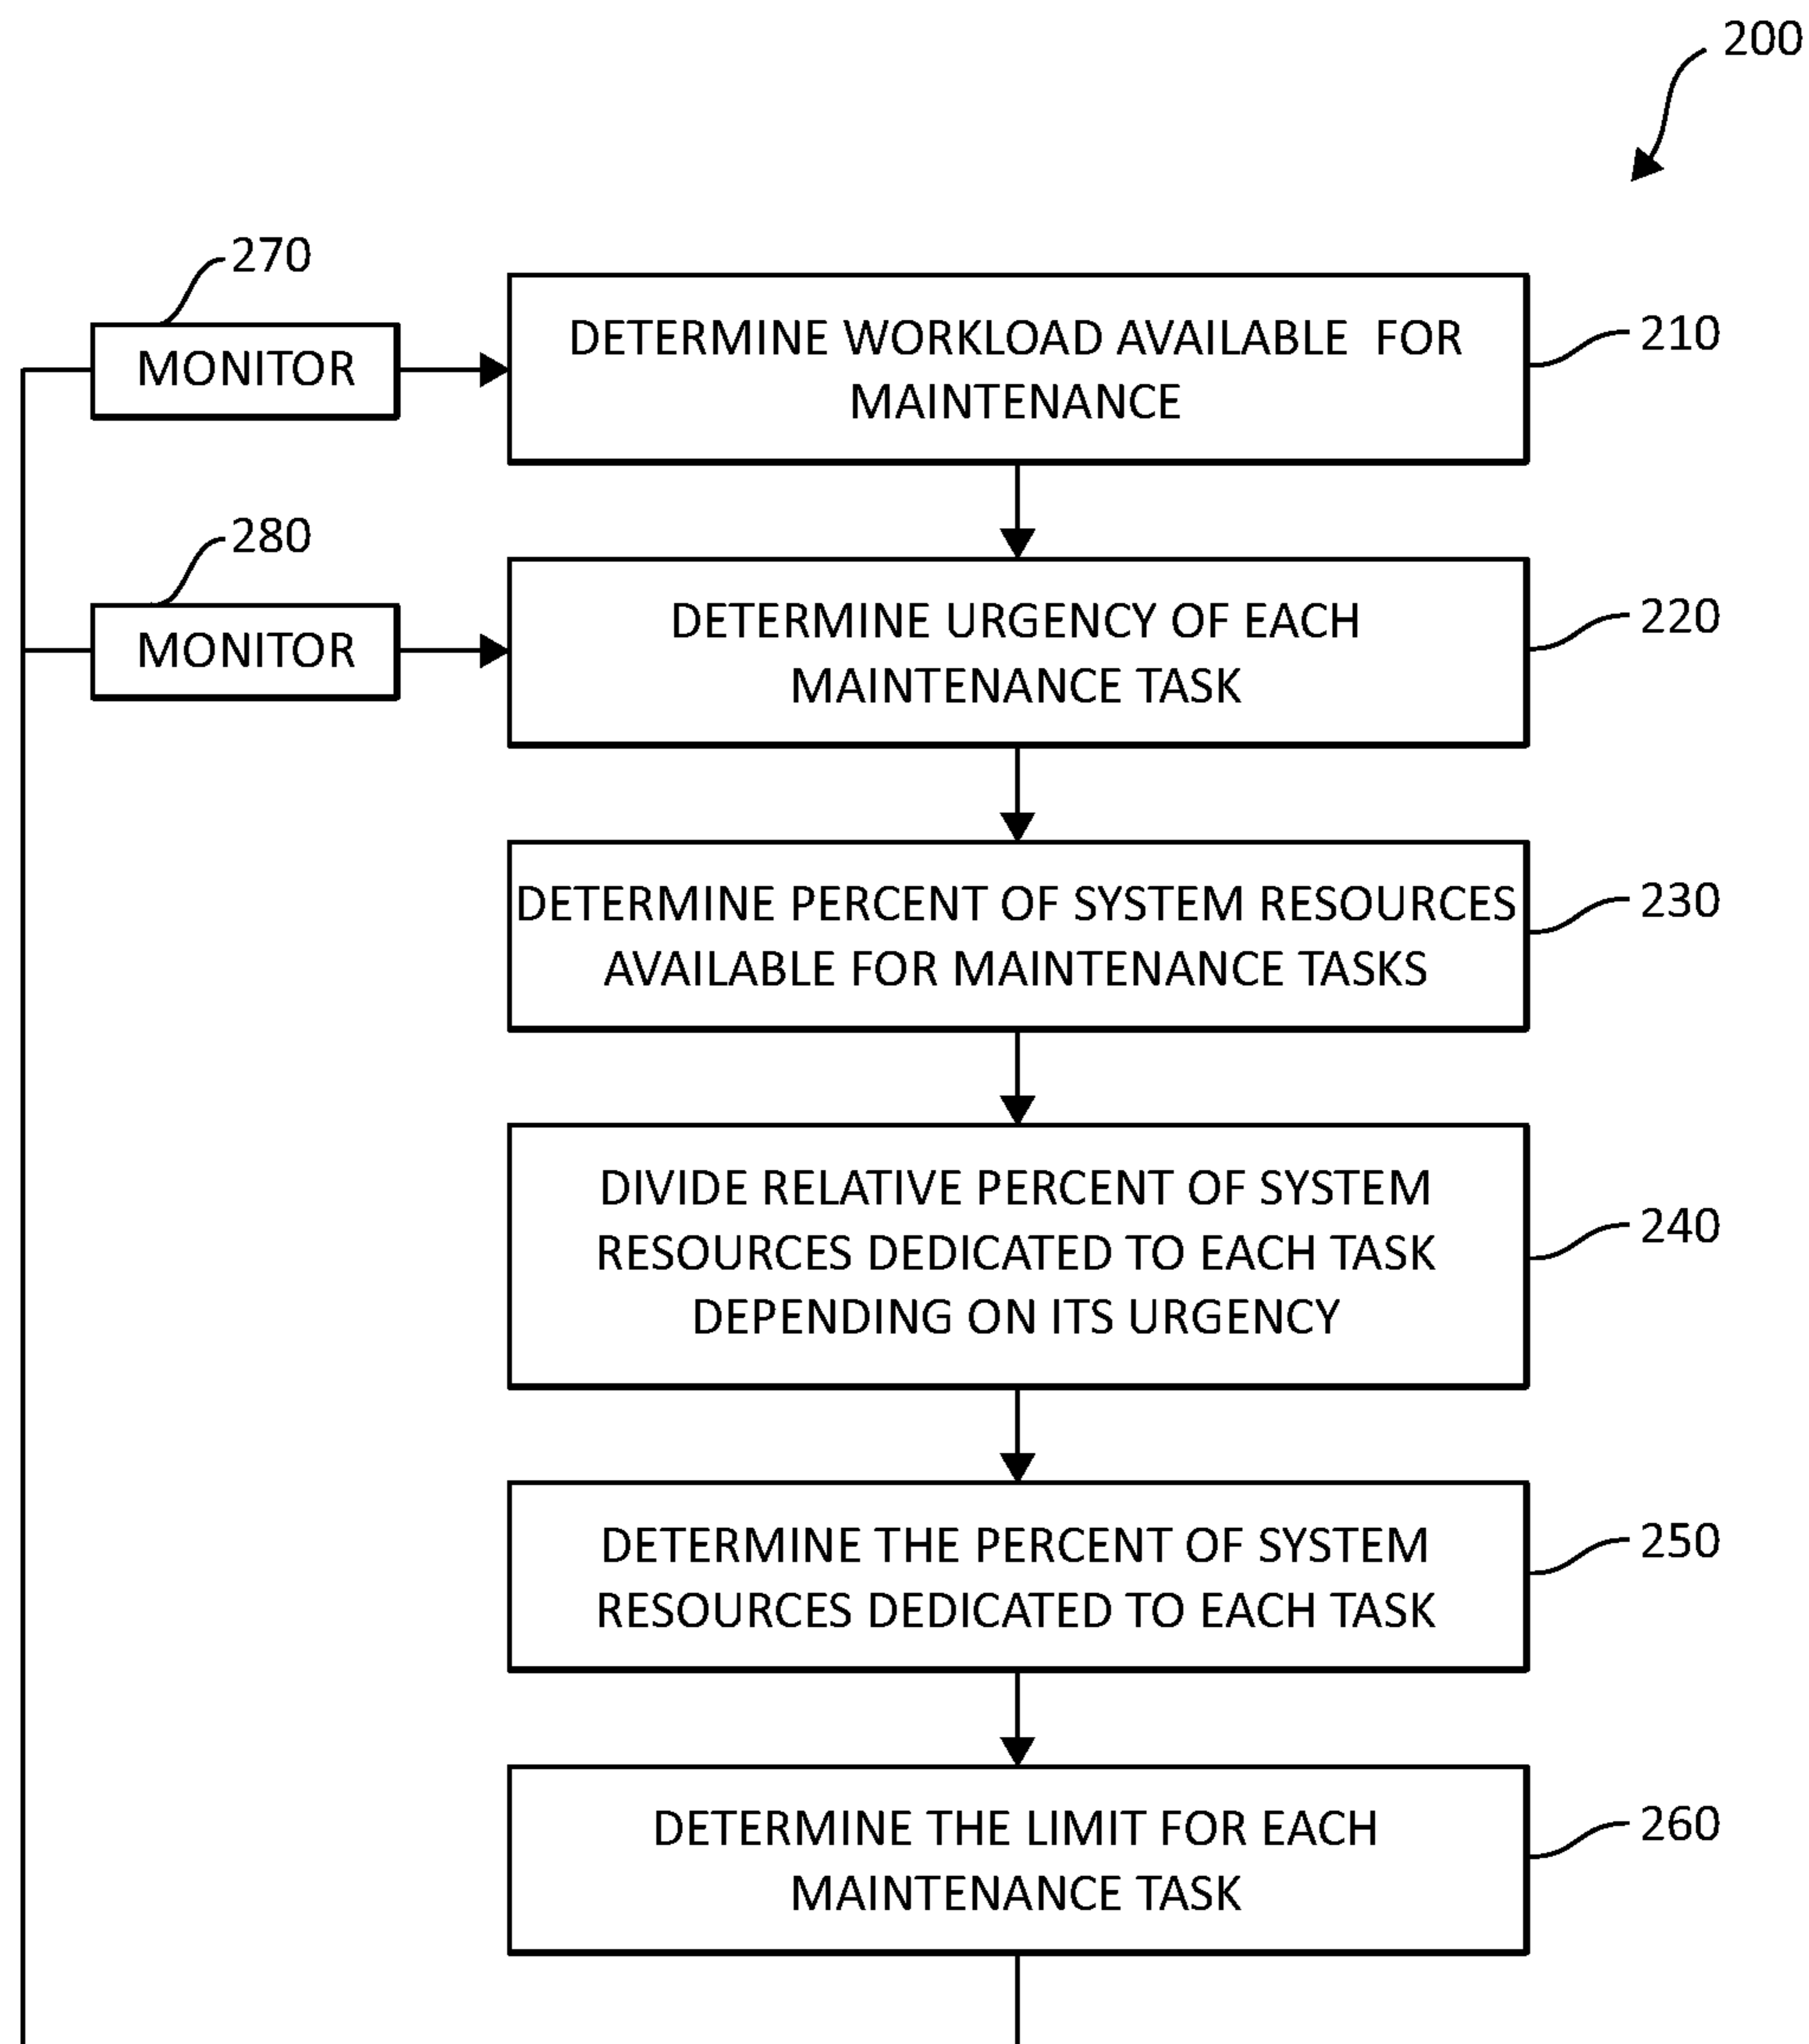 200
270
MONITOR
DETERMINE WORKLOAD AVAILABLE FOR
MAINTENANCE
210
280
MONITOR
DETERMINE URGENCY OF EACH
MAINTENANCE TASK
220
DETERMINE PERCENT OF SYSTEM RESOURCES
AVAILABLE FOR MAINTENANCE TASKS
230
DIVIDE RELATIVE PERCENT OF SYSTEM
RESOURCES DEDICATED TO EACH TASK
DEPENDING ON ITS URGENCY
240
DETERMINE THE PERCENT OF SYSTEM
RESOURCES DEDICATED TO EACH TASK
250
DETERMINE THE LIMIT FOR EACH
MAINTENANCE TASK
260